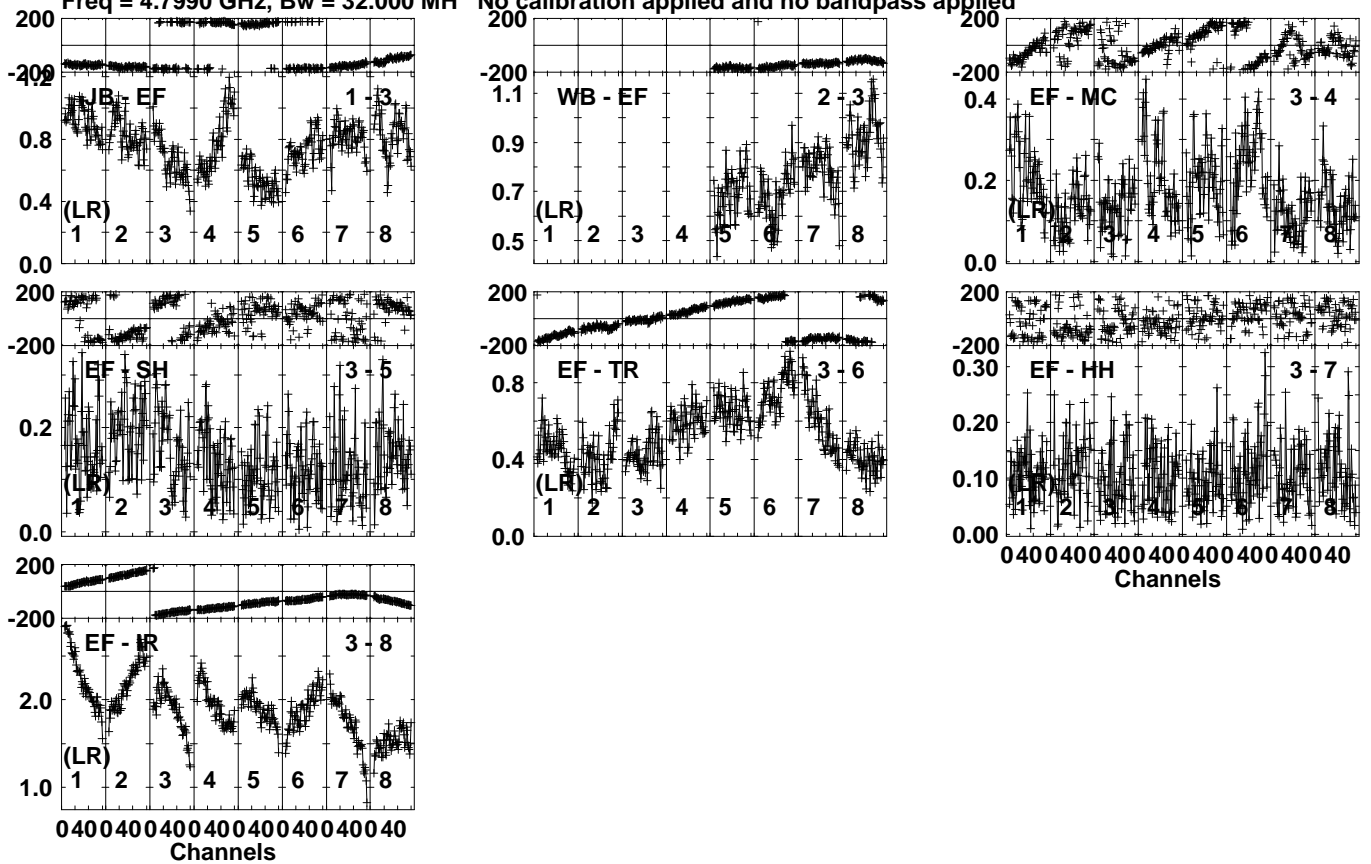 Freq = 4.7990 GHz, Bw = 32.000 MH No calibration applied and no bandpass applied
200
-200
1.2
0.8
0.4
0.0
JB - EF 1 - 3
(LR)
1 2 3 4 5 6 7 8
200
-200
1.1
0.9
0.7
0.5
WB - EF 2 - 3
(LR)
1 2 3 4 5 6 7 8
200
-200
0.4
0.2
0.0
EF - MC 3 - 4
(LR)
1 2 3 4 5 6 7 8
200
-200
0.2
0.0
EF - SH 3 - 5
(LR)
1 2 3 4 5 6 7 8
200
-200
0.8
0.4
0.0
EF - TR 3 - 6
(LR)
1 2 3 4 5 6 7 8
200
-200
0.30
0.20
0.10
0.00
EF - HH 3 - 7
(LR)
1 2 3 4 5 6 7 8
0 40 0 40 0 40 0 40 0 40 0 40 0 40 0 40
Channels
200
-200
2.0
1.0
EF - IR 3 - 8
(LR)
1 2 3 4 5 6 7 8
0 40 0 40 0 40 0 40 0 40 0 40 0 40 0 40
Channels